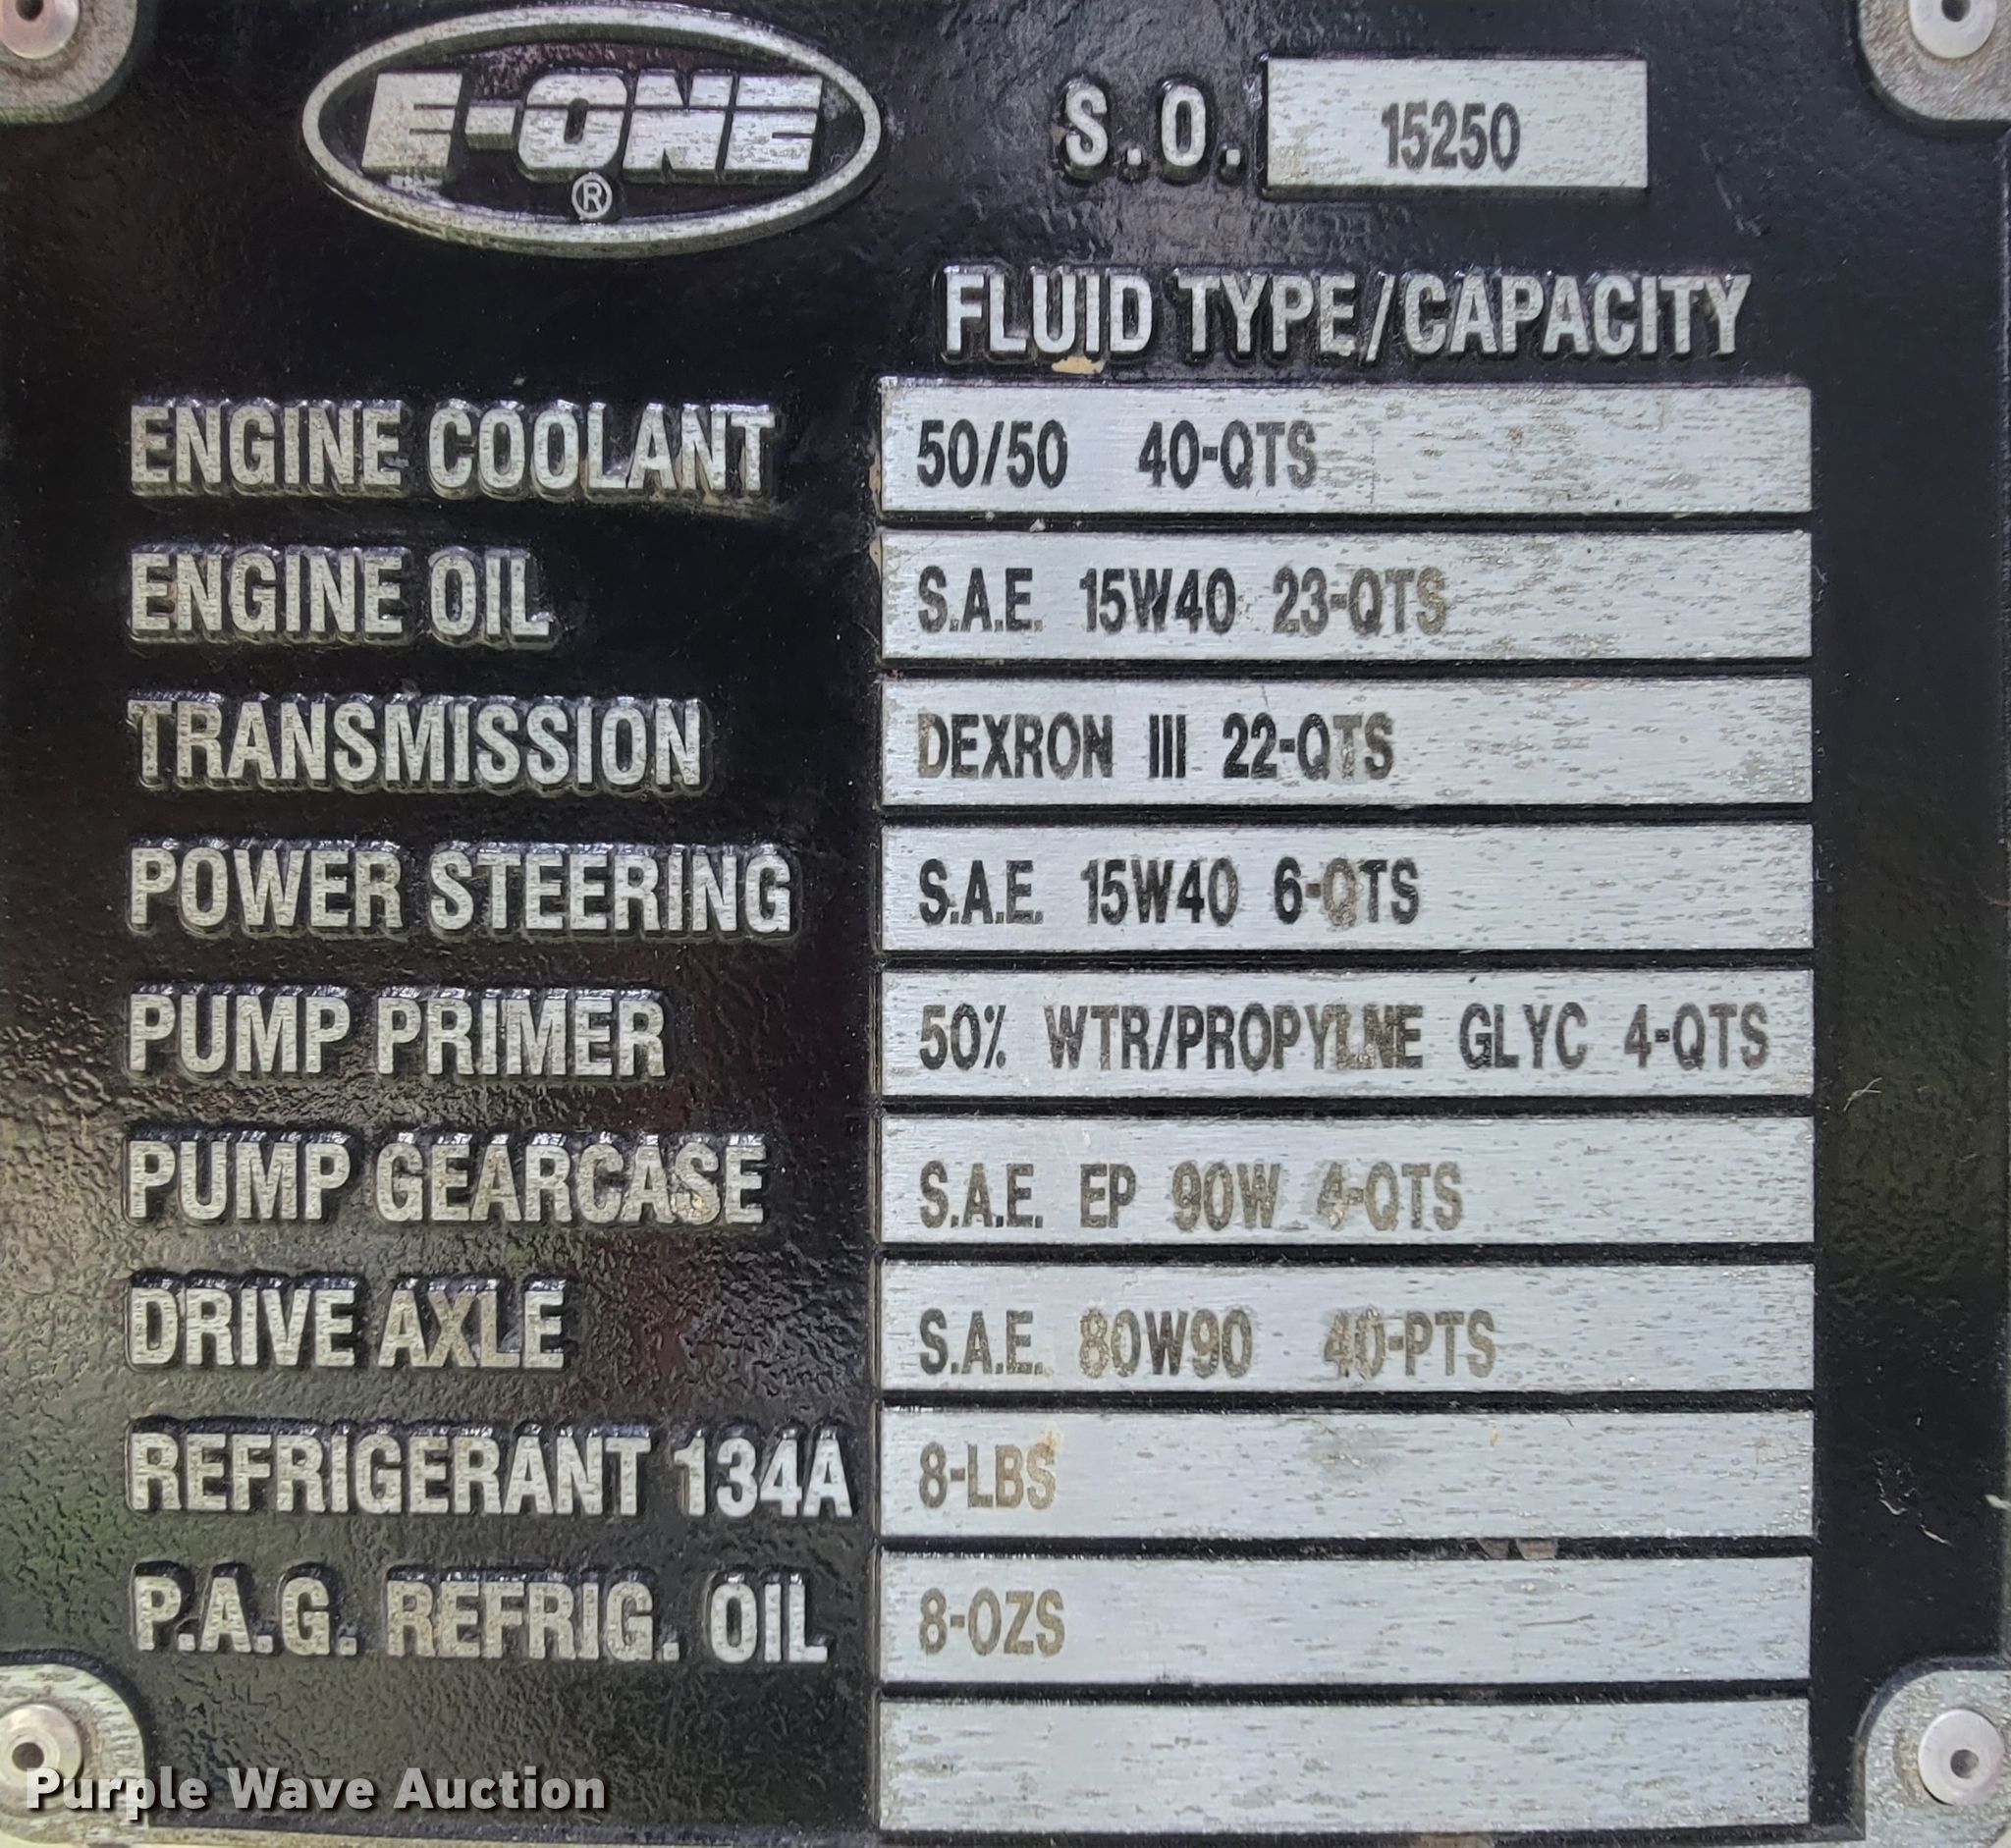 E-ONE
®
S.O. 15250
FLUID TYPE/CAPACITY
ENGINE COOLANT 50/50 40-QTS
ENGINE OIL S.A.E. 15W40 23-QTS
TRANSMISSION DEXRON III 22-QTS
POWER STEERING S.A.E. 15W40 6-QTS
PUMP PRIMER 50% WTR/PROPYLNE GLYC 4-QTS
PUMP GEARCASE S.A.E. EP 90W 4-QTS
DRIVE AXLE S.A.E. 80W90 40-PTS
REFRIGERANT 134A 8-LBS
P.A.G. REFRIG. OIL 8-OZS
Purple Wave Auction